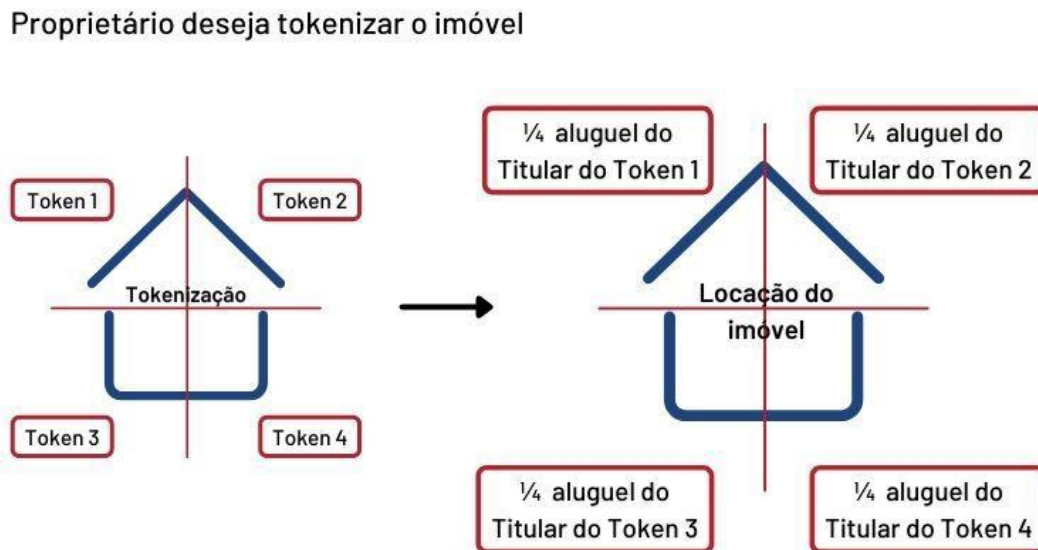 Proprietário deseja tokenizar o imóvel
Token 1
Token 2
Tokenização
Token 3
Token 4
¼ aluguel do
Titular do Token 1
¼ aluguel do
Titular do Token 2
Locação do
imóvel
¼ aluguel do
Titular do Token 3
¼ aluguel do
Titular do Token 4